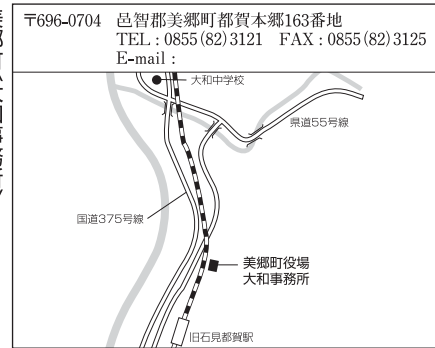 〒696-0704 邑智郡美郷町都賀本郷163番地
TEL : 0855(82)3121 FAX : 0855(82)3125
E-mail :
大和中学校
県道55号線
国道375号線
美郷町役場
大和事務所
旧石見都賀駅